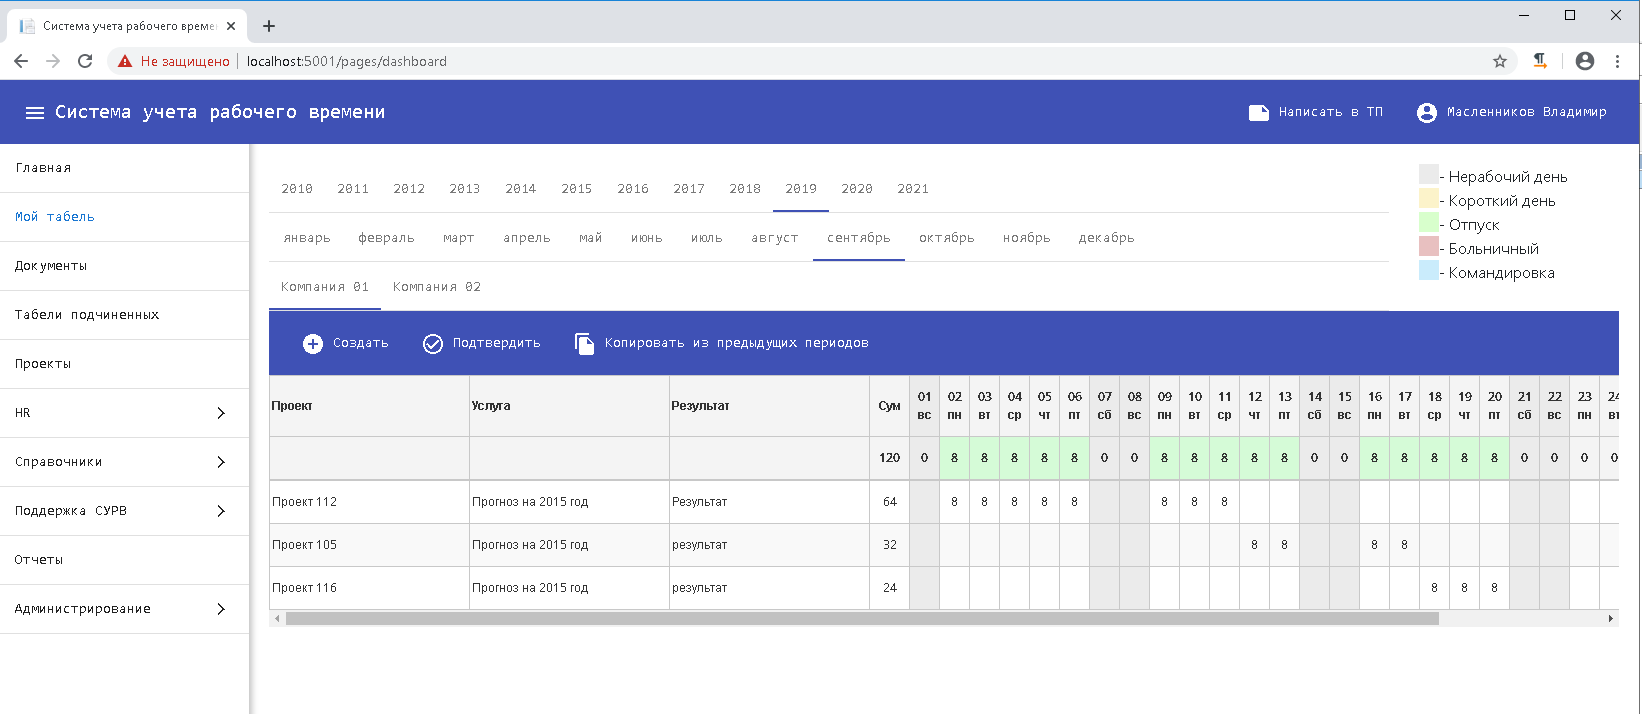 Система учета рабочего времен
Не защищено localhost:5001/pages/dashboard
Система учета рабочего времени Написать в ТП Масленников Владимир
Главная
Мой табель
Документы
Табели подчиненных
Проекты
HR
Справочники
Поддержка СУРВ
Отчеты
Администрирование
2010 2011 2012 2013 2014 2015 2016 2017 2018 2019 2020 2021
январь февраль март апрель май июнь июль август сентябрь октябрь ноябрь декабрь
Компания 01 Компания 02
- Нерабочий день
- Короткий день
- Отпуск
- Больничный
- Командировка
Создать Подтвердить Копировать из предыдущих периодов
Проект Услуга Результат Сум 01 вс 02 пн 03 вт 04 ср 05 чт 06 пт 07 сб 08 вс 09 пн 10 вт 11 ср 12 чт 13 пт 14 сб 15 вс 16 пн 17 вт 18 ср 19 чт 20 пт 21 сб 22 вс 23 пн 24 вт
120 0 8 8 8 8 8 0 0 8 8 8 8 8 0 0 8 8 8 8 8 0 0 0 0
Проект 112 Прогноз на 2015 год Результат 64 8 8 8 8 8 8 8 8
Проект 105 Прогноз на 2015 год результат 32 8 8 8 8
Проект 116 Прогноз на 2015 год результат 24 8 8 8